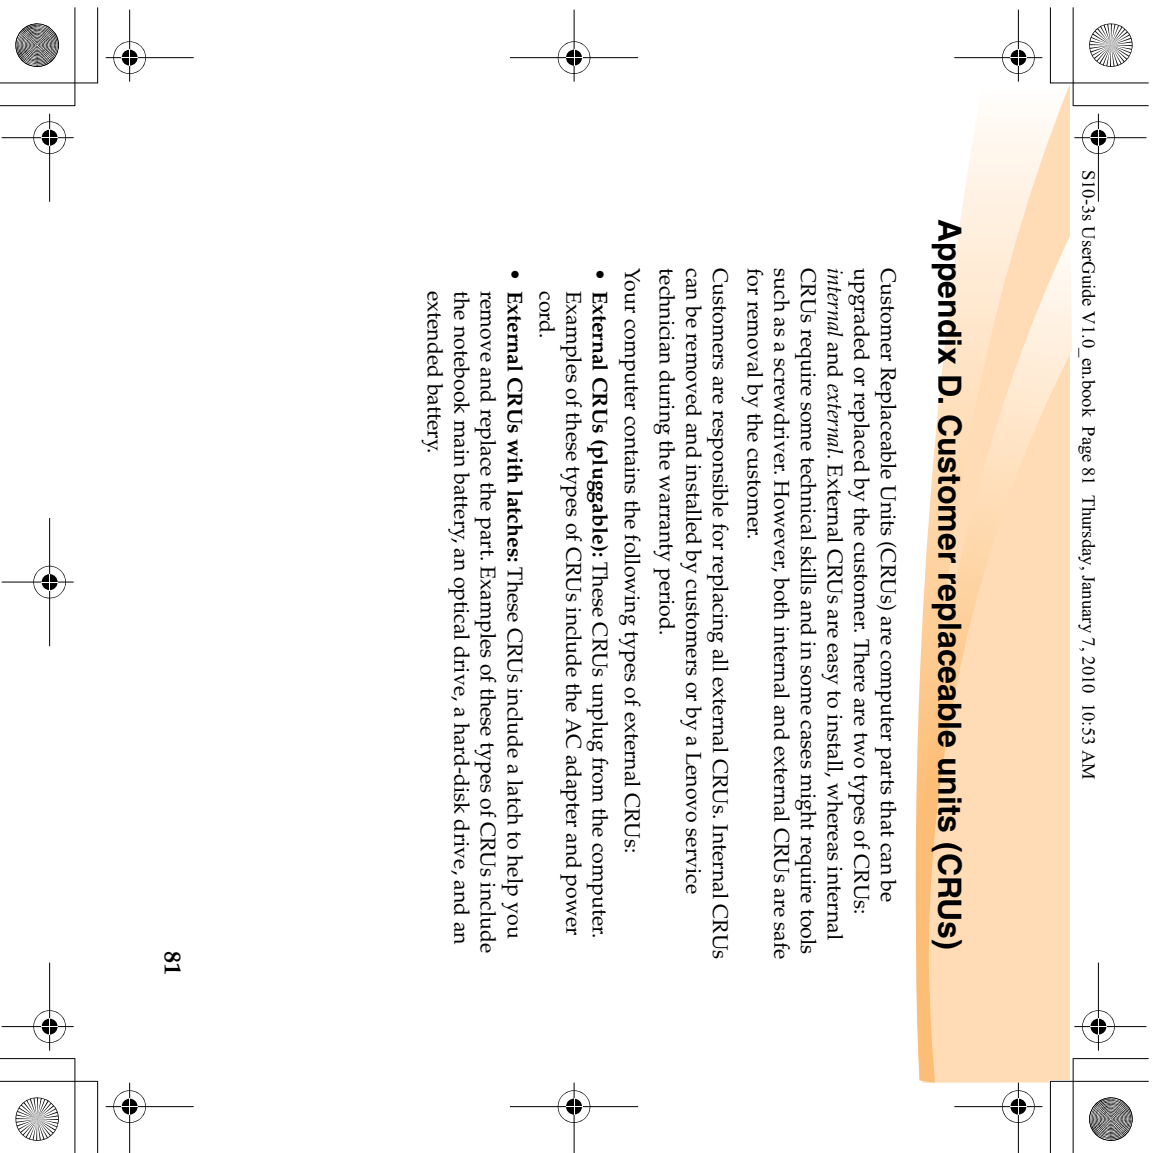 S10-3s UserGuide V1.0_en.book  Page 81  Thursday, January 7, 2010  10:53 AM
Appendix D. Customer replaceable units (CRUs)
Customer Replaceable Units (CRUs) are computer parts that can be
upgraded or replaced by the customer. There are two types of CRUs:
internal and external. External CRUs are easy to install, whereas internal
CRUs require some technical skills and in some cases might require tools
such as a screwdriver. However, both internal and external CRUs are safe
for removal by the customer.
Customers are responsible for replacing all external CRUs. Internal CRUs
can be removed and installed by customers or by a Lenovo service
technician during the warranty period.
Your computer contains the following types of external CRUs:
• External CRUs (pluggable): These CRUs unplug from the computer.
Examples of these types of CRUs include the AC adapter and power
cord.
• External CRUs with latches: These CRUs include a latch to help you
remove and replace the part. Examples of these types of CRUs include
the notebook main battery, an optical drive, a hard-disk drive, and an
extended battery.
81